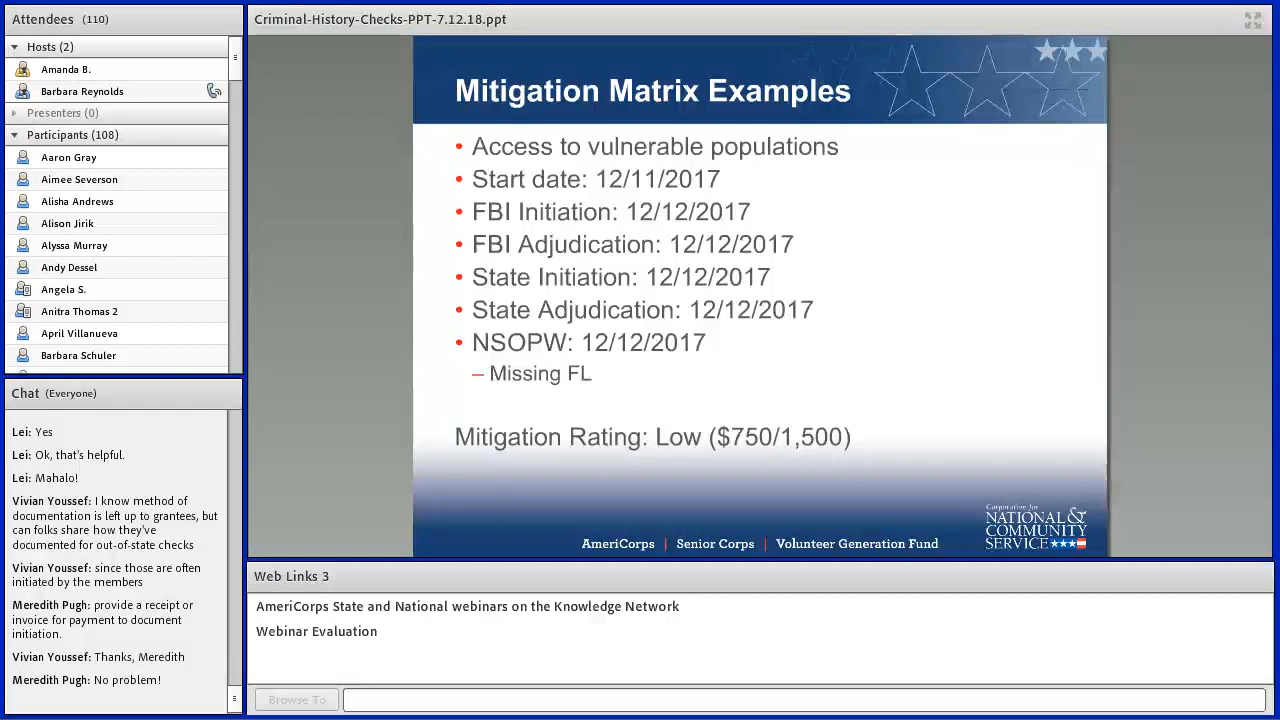 Attendees (110)
Hosts (2)
Amanda B.
Barbara Reynolds
Presenters (0)
Participants (108)
Aaron Gray
Aimee Severson
Alisha Andrews
Alison Jirik
Alyssa Murray
Andy Dessel
Angela S.
Anitra Thomas 2
April Villanueva
Barbara Schuler
Chat (Everyone)
Lei: Yes
Lei: Ok, that's helpful.
Lei: Mahalo!
Vivian Youssef: I know method of
documentation is left up to grantees, but
can folks share how they've
documented for out-of-state checks
Vivian Youssef: since those are often
initiated by the members
Meredith Pugh: provide a receipt or
invoice for payment to document
initiation.
Vivian Youssef: Thanks, Meredith
Meredith Pugh: No problem!
Criminal-History-Checks-PPT-7.12.18.ppt
Mitigation Matrix Examples
• Access to vulnerable populations
• Start date: 12/11/2017
• FBI Initiation: 12/12/2017
• FBI Adjudication: 12/12/2017
• State Initiation: 12/12/2017
• State Adjudication: 12/12/2017
• NSOPW: 12/12/2017
– Missing FL
Mitigation Rating: Low ($750/1,500)
AmeriCorps | Senior Corps | Volunteer Generation Fund
Corporation for
NATIONAL &
COMMUNITY
SERVICE
Web Links 3
AmeriCorps State and National webinars on the Knowledge Network
Webinar Evaluation
Browse To